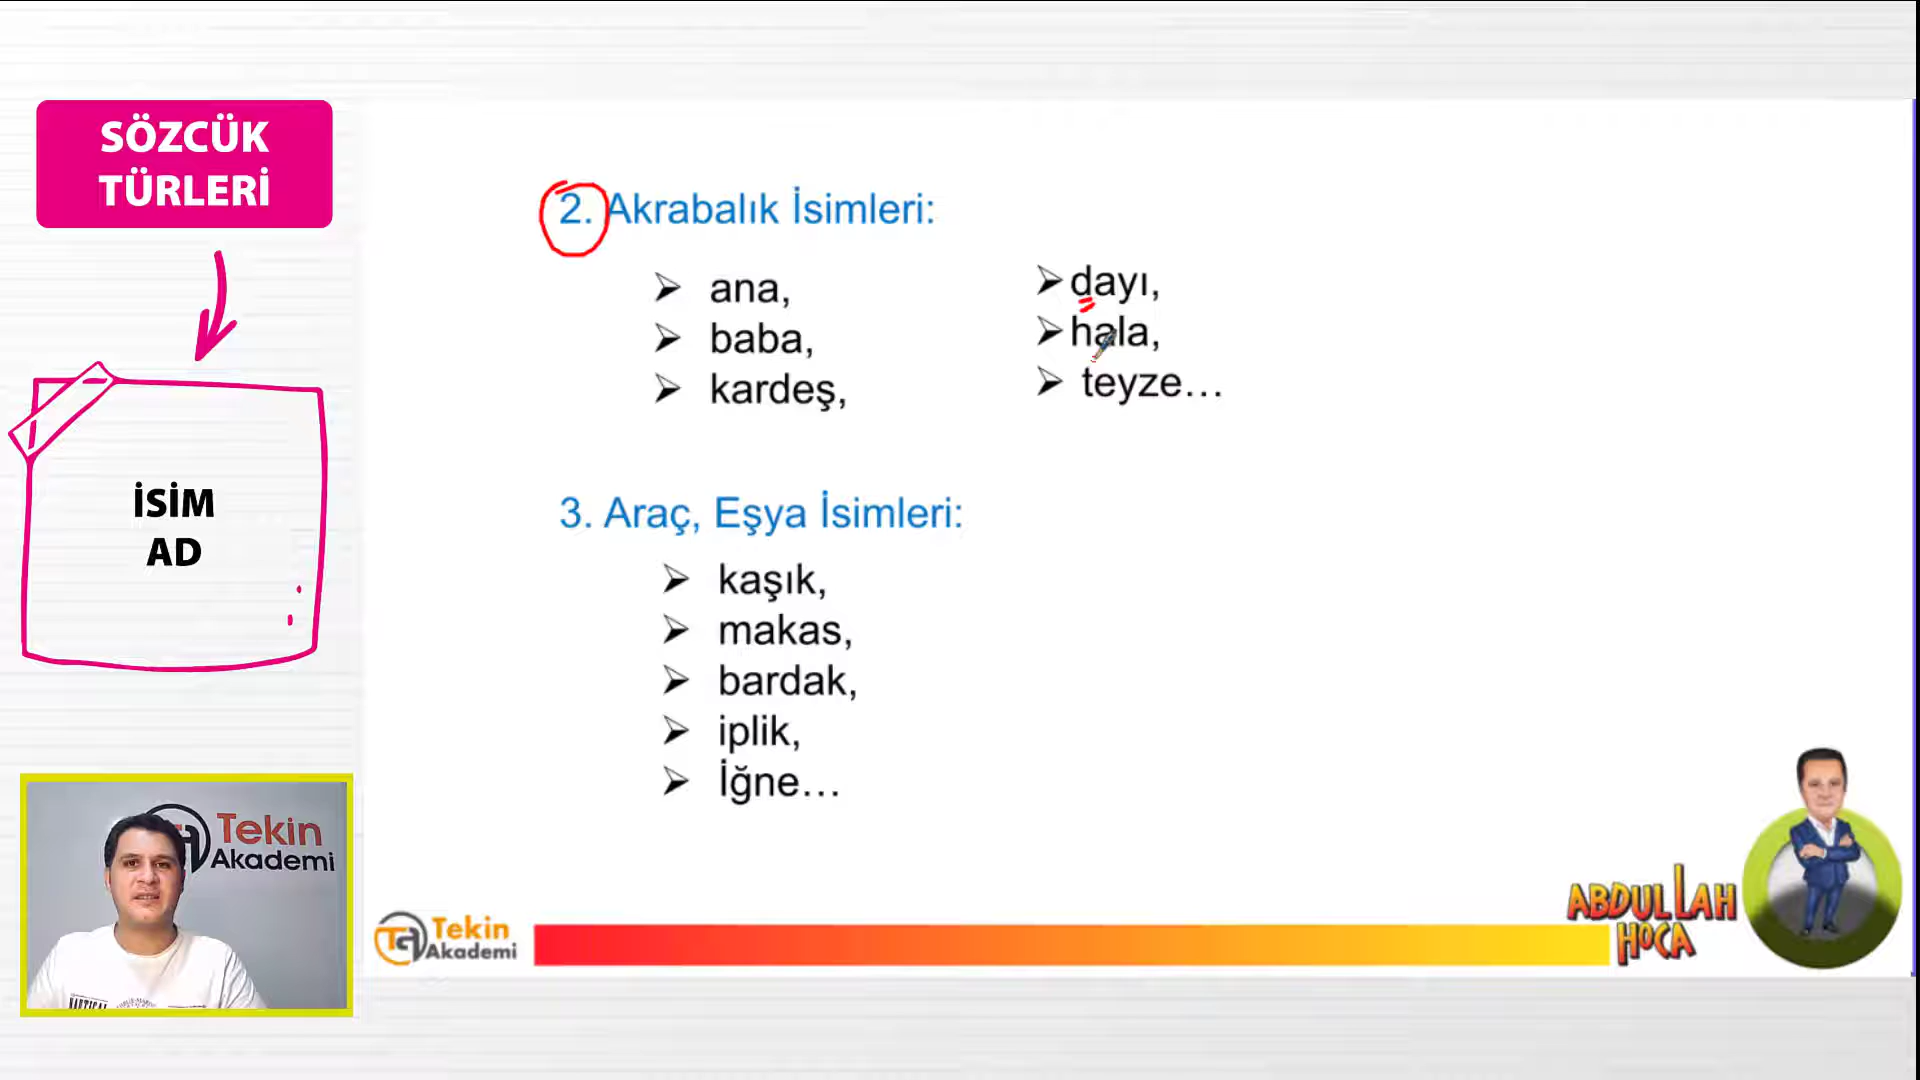 SÖZCÜK
TÜRLERİ
İSİM
AD
2. Akrabalık İsimleri:
➢ ana,
➢ baba,
➢ kardeş,
➢ dayı,
➢ hala,
➢ teyze…
3. Araç, Eşya İsimleri:
➢ kaşık,
➢ makas,
➢ bardak,
➢ iplik,
➢ İğne…
Tekin
Akademi
NAUTICAL
Tekin
Akademi
ABDULLAH
HOCA